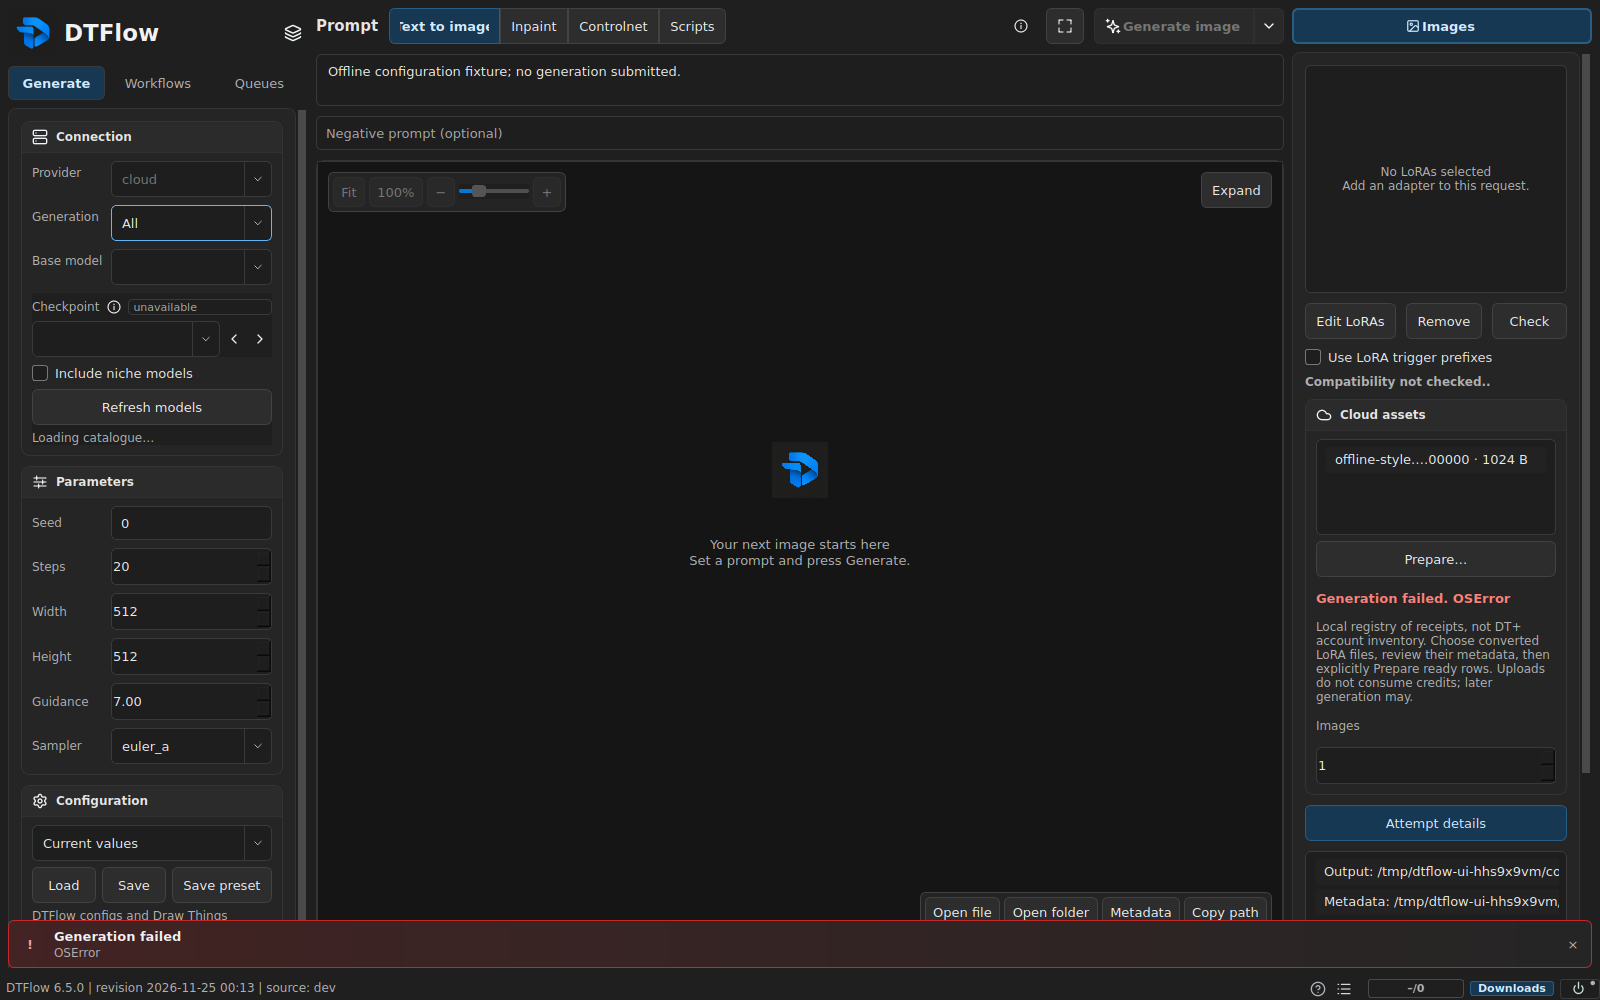 DTFlow
Generate
Workflows
Queues
Connection
Provider
cloud
Generation
All
Base model
Checkpoint
unavailable
Include niche models
Refresh models
Loading catalogue...
Parameters
Seed
0
Steps
20
Width
512
Height
512
Guidance
7.00
Sampler
euler_a
Configuration
Current values
Load
Save
Save preset
DTFlow configs and Draw Things
Prompt
Text to image
Inpaint
Controlnet
Scripts
Generate image
Offline configuration fixture; no generation submitted.
Negative prompt (optional)
Fit
100%
−
+
Expand
Your next image starts here
Set a prompt and press Generate.
Open file
Open folder
Metadata
Copy path
Images
No LoRAs selected
Add an adapter to this request.
Edit LoRAs
Remove
Check
Use LoRA trigger prefixes
Compatibility not checked..
Cloud assets
offline-style....00000 · 1024 B
Prepare...
Generation failed. OSError
Local registry of receipts, not DT+
account inventory. Choose converted
LoRA files, review their metadata, then
explicitly Prepare ready rows. Uploads
do not consume credits; later
generation may.
Images
1
Attempt details
Output: /tmp/dtflow-ui-hhs9x9vm/co
Metadata: /tmp/dtflow-ui-hhs9x9vm/
!
Generation failed
OSError
×
DTFlow 6.5.0 | revision 2026-11-25 00:13 | source: dev
–/0
Downloads